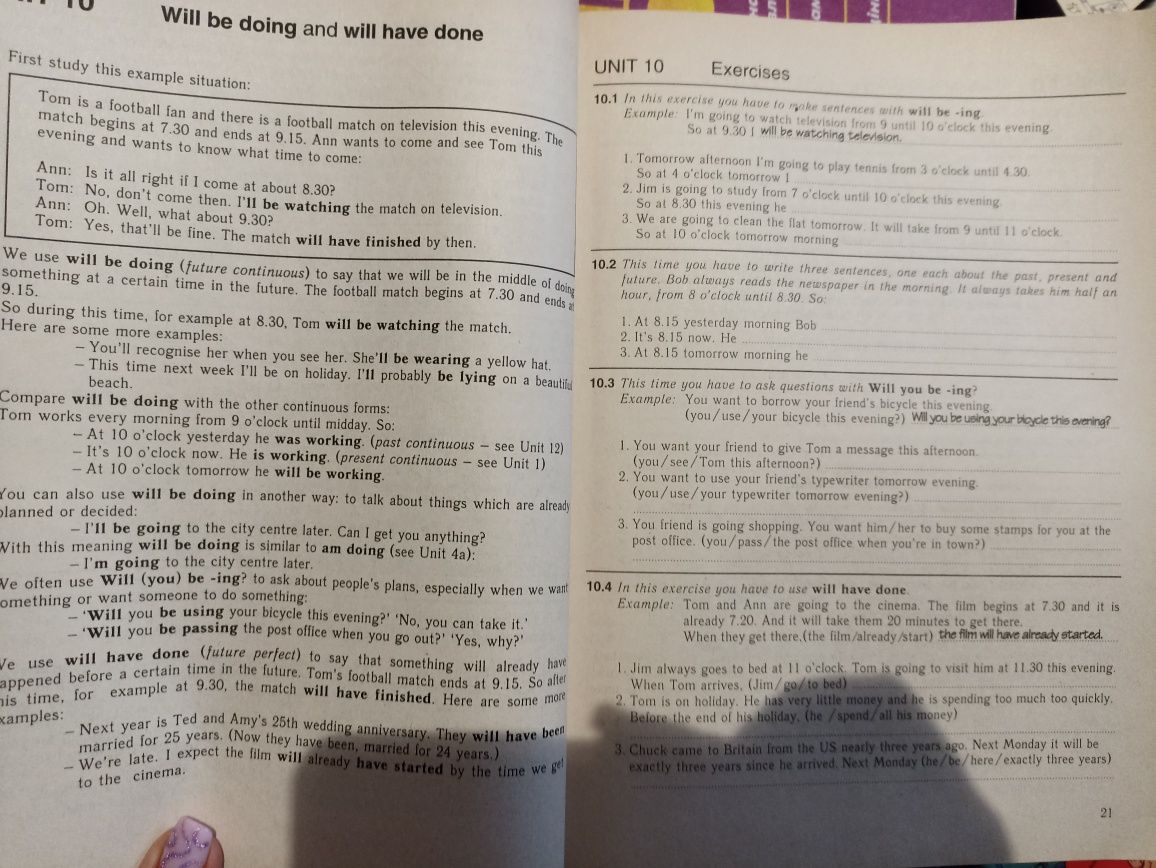 10
Will be doing and will have done
First study this example situation:
Tom is a football fan and there is a football match on television this evening. The
match begins at 7.30 and ends at 9.15. Ann wants to come and see Tom this
evening and wants to know what time to come:
Ann: Is it all right if I come at about 8.30?
Tom: No, don't come then. I'll be watching the match on television.
Ann: Oh. Well, what about 9.30?
Tom: Yes, that'll be fine. The match will have finished by then.
We use will be doing (future continuous) to say that we will be in the middle of doing
something at a certain time in the future. The football match begins at 7.30 and ends
9.15.
So during this time, for example at 8.30, Tom will be watching the match.
Here are some more examples:
– You'll recognise her when you see her. She'll be wearing a yellow hat.
– This time next week I'll be on holiday. I'll probably be lying on a beautiful
beach.
Compare will be doing with the other continuous forms:
Tom works every morning from 9 o'clock until midday. So:
– At 10 o'clock yesterday he was working. (past continuous – see Unit 12)
– It's 10 o'clock now. He is working. (present continuous – see Unit 1)
– At 10 o'clock tomorrow he will be working.
You can also use will be doing in another way: to talk about things which are already
planned or decided:
– I'll be going to the city centre later. Can I get you anything?
With this meaning will be doing is similar to am doing (see Unit 4a):
– I'm going to the city centre later.
We often use Will (you) be -ing? to ask about people's plans, especially when we want
omething or want someone to do something:
– 'Will you be using your bicycle this evening?' 'No, you can take it.'
– 'Will you be passing the post office when you go out?' 'Yes, why?'
We use will have done (future perfect) to say that something will already have
appened before a certain time in the future. Tom's football match ends at 9.15. So after
his time, for example at 9.30, the match will have finished. Here are some more
xamples:
– Next year is Ted and Amy's 25th wedding anniversary. They will have been
married for 25 years. (Now they have been, married for 24 years.)
– We're late. I expect the film will already have started by the time we get
to the cinema.
UNIT 10 Exercises
10.1 In this exercise you have to make sentences with will be -ing.
Example: I'm going to watch television from 9 until 10 o'clock this evening.
So at 9.30 I will be watching television.
1. Tomorrow afternoon I'm going to play tennis from 3 o'clock until 4.30.
So at 4 o'clock tomorrow I
2. Jim is going to study from 7 o'clock until 10 o'clock this evening.
So at 8.30 this evening he
3. We are going to clean the flat tomorrow. It will take from 9 until 11 o'clock.
So at 10 o'clock tomorrow morning
10.2 This time you have to write three sentences, one each about the past, present and
future. Bob always reads the newspaper in the morning. It always takes him half an
hour, from 8 o'clock until 8.30. So:
1. At 8.15 yesterday morning Bob
2. It's 8.15 now. He
3. At 8.15 tomorrow morning he
10.3 This time you have to ask questions with Will you be -ing?
Example: You want to borrow your friend's bicycle this evening.
(you/use/your bicycle this evening?) Will you be using your bicycle this evening?
1. You want your friend to give Tom a message this afternoon.
(you/see/Tom this afternoon?)
2. You want to use your friend's typewriter tomorrow evening.
(you/use/your typewriter tomorrow evening?)
3. You friend is going shopping. You want him/her to buy some stamps for you at the
post office. (you/pass/the post office when you're in town?)
10.4 In this exercise you have to use will have done.
Example: Tom and Ann are going to the cinema. The film begins at 7.30 and it is
already 7.20. And it will take them 20 minutes to get there.
When they get there,(the film/already/start) the film will have already started.
1. Jim always goes to bed at 11 o'clock. Tom is going to visit him at 11.30 this evening.
When Tom arrives, (Jim/go/to bed)
2. Tom is on holiday. He has very little money and he is spending too much too quickly.
Before the end of his holiday. (he /spend/all his money)
3. Chuck came to Britain from the US nearly three years ago. Next Monday it will be
exactly three years since he arrived. Next Monday (he/be/here/exactly three years)
21